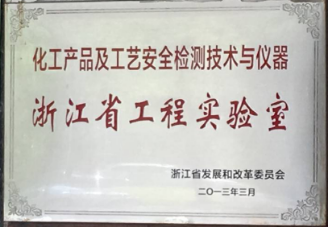 化工产品及工艺安全检测技术与仪器
浙江省工程实验室
浙江省发展和改革委员会
二〇一三年三月